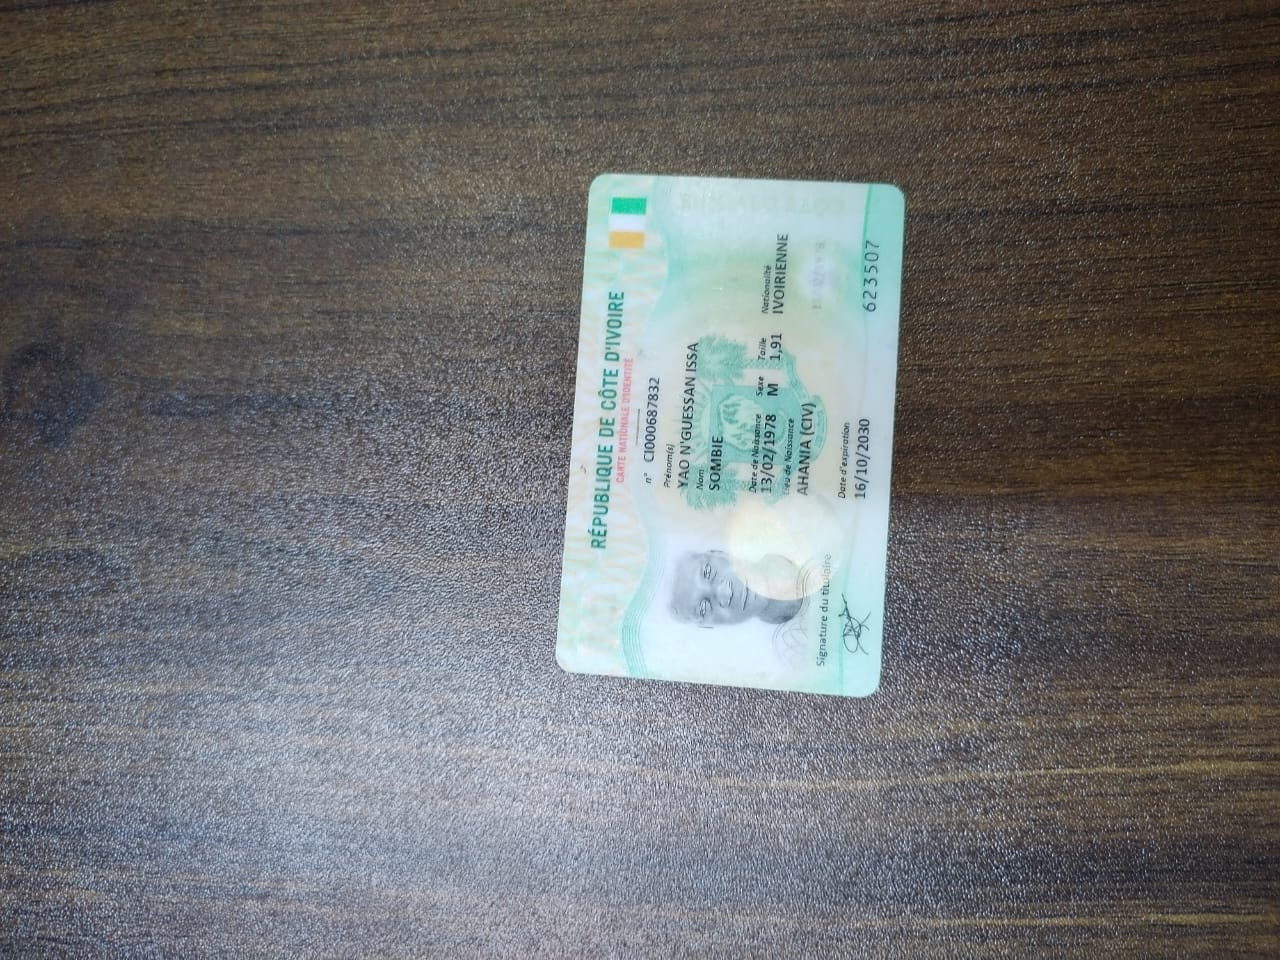 RÉPUBLIQUE DE CÔTE D'IVOIRE
CARTE NATIONALE D'IDENTITÉ
n° CI000687832
Prénom(s)
YAO N'GUESSAN ISSA
Nom
SOMBIE
Date de Naissance Sexe Taille Nationalité
13/02/1978 M 1,91 IVOIRIENNE
Lieu de Naissance
AHANIA (CIV)
Date d'expiration
16/10/2030
Signature du titulaire
623507